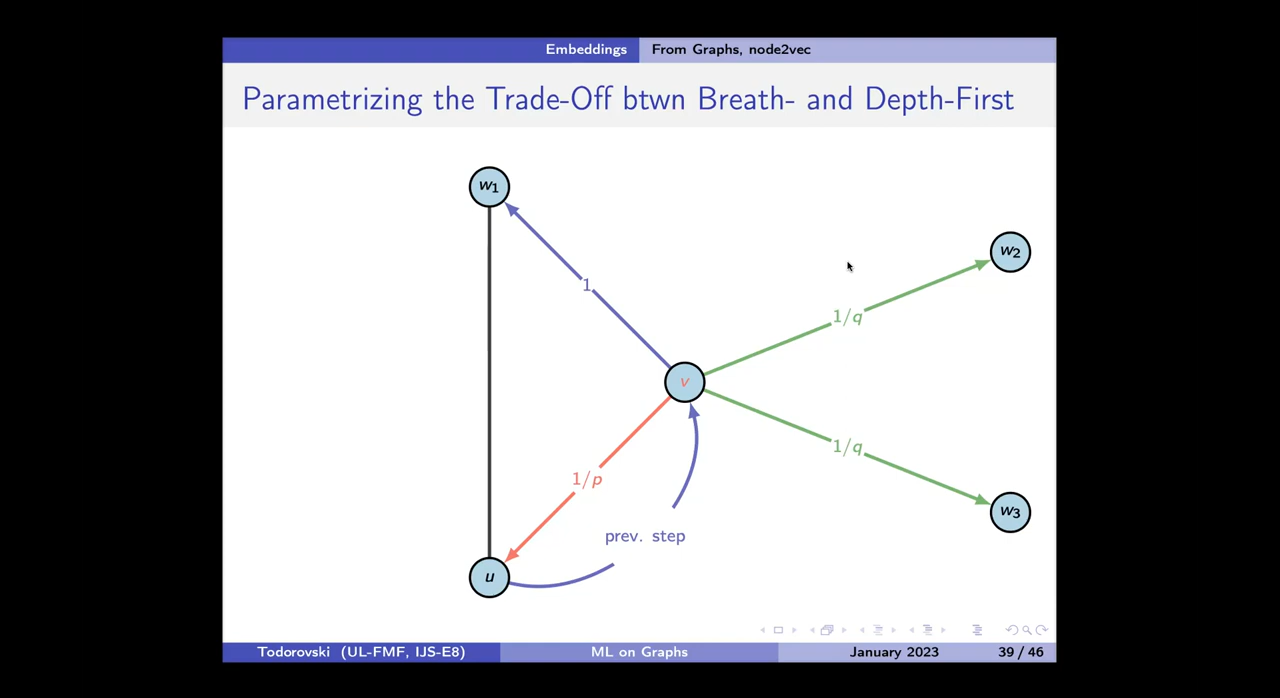 Embeddings From Graphs, node2vec
Parametrizing the Trade-Off btwn Breath- and Depth-First
w1
w2
1
1/q
v
1/q
1/p
w3
prev. step
u
Todorovski (UL-FMF, IJS-E8) ML on Graphs January 2023 39 / 46